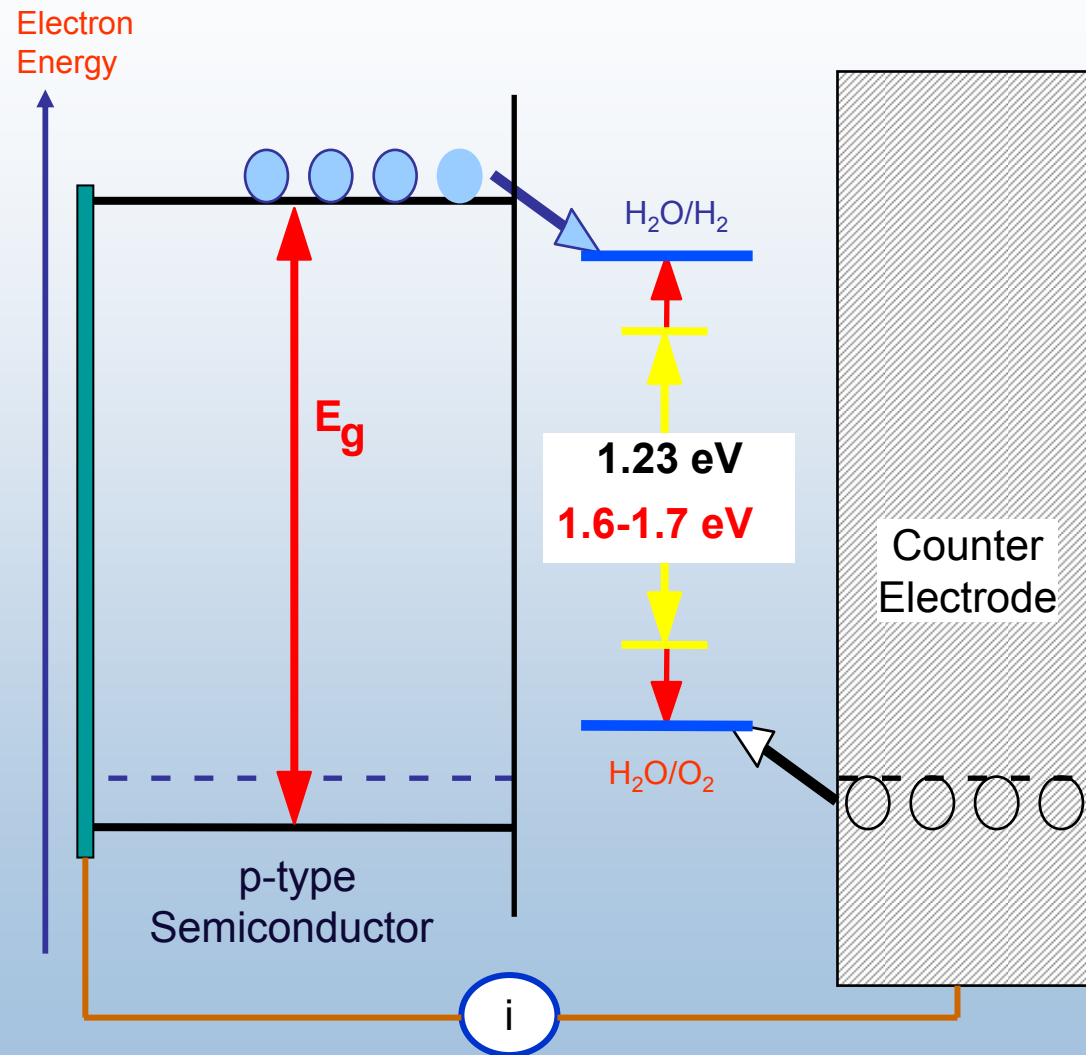 Electron
Energy
H₂O/H₂
Eg
1.23 eV
1.6-1.7 eV
Counter
Electrode
H₂O/O₂
p-type
Semiconductor
i